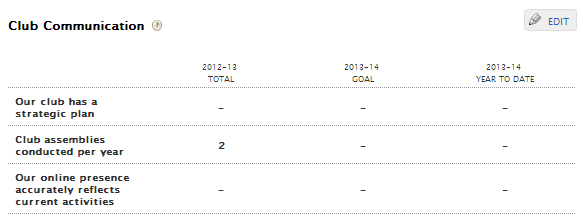 Club Communication ?
EDIT
2012-13 2013-14 2013-14
TOTAL GOAL YEAR TO DATE
Our club has a
strategic plan – – –
Club assemblies
conducted per year 2 – –
Our online presence
accurately reflects – – –
current activities